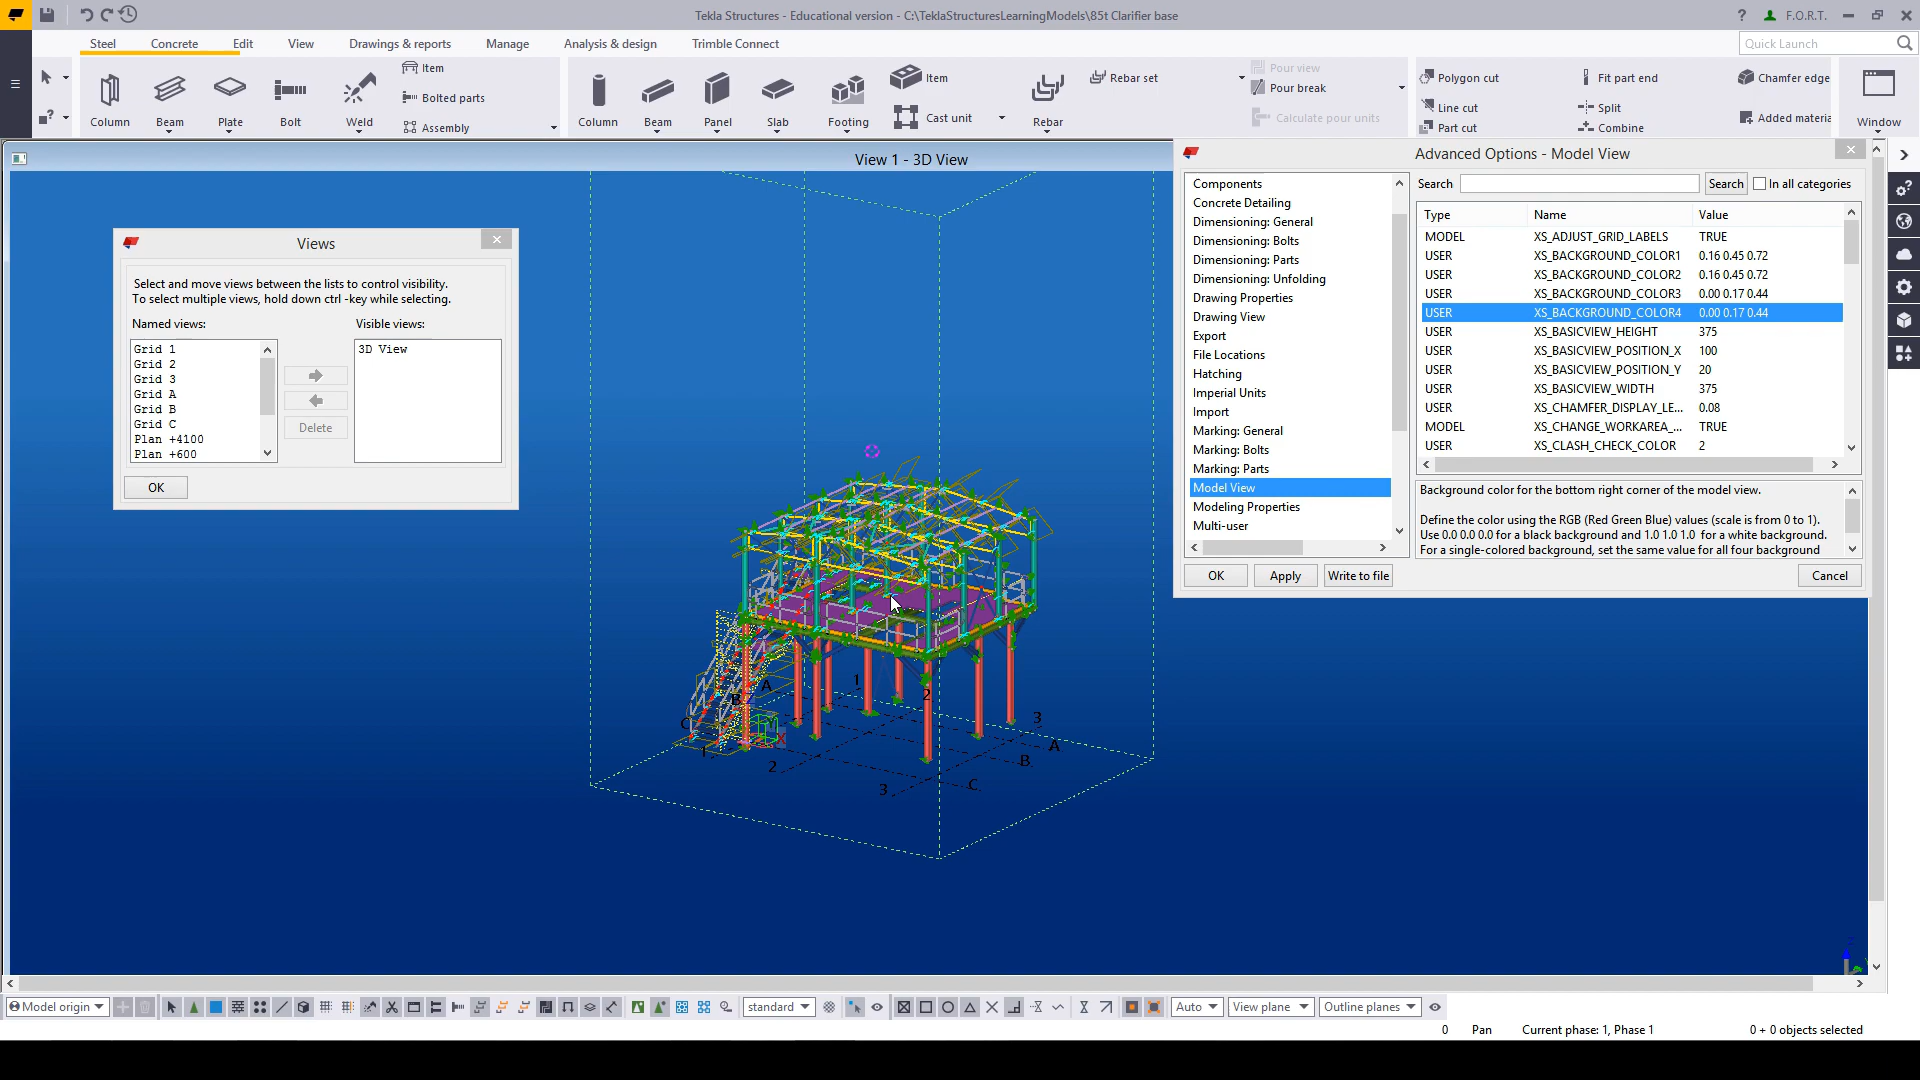 Tekla Structures - Educational version - C:\TeklaStructuresLearningModels\85t Clarifier base
? F.O.R.T.
Steel Concrete Edit View Drawings & reports Manage Analysis & design Trimble Connect
Quick Launch
Column Beam Plate Bolt Weld
Item
Bolted parts
Assembly
Column Beam Panel Slab Footing
Item
Cast unit
Rebar
Rebar set
Pour view
Pour break
Calculate pour units
Polygon cut
Line cut
Part cut
Fit part end
Split
Combine
Chamfer edge
Added materia
Window
View 1 - 3D View
Views
Select and move views between the lists to control visibility.
To select multiple views, hold down ctrl -key while selecting.
Named views: Visible views:
Grid 1
Grid 2
Grid 3
Grid A
Grid B
Grid C
Plan +4100
Plan +600
3D View
Delete
OK
Advanced Options - Model View
Components
Concrete Detailing
Dimensioning: General
Dimensioning: Bolts
Dimensioning: Parts
Dimensioning: Unfolding
Drawing Properties
Drawing View
Export
File Locations
Hatching
Imperial Units
Import
Marking: General
Marking: Bolts
Marking: Parts
Model View
Modeling Properties
Multi-user
Search Search In all categories
Type Name Value
MODEL XS_ADJUST_GRID_LABELS TRUE
USER XS_BACKGROUND_COLOR1 0.16 0.45 0.72
USER XS_BACKGROUND_COLOR2 0.16 0.45 0.72
USER XS_BACKGROUND_COLOR3 0.00 0.17 0.44
USER XS_BACKGROUND_COLOR4 0.00 0.17 0.44
USER XS_BASICVIEW_HEIGHT 375
USER XS_BASICVIEW_POSITION_X 100
USER XS_BASICVIEW_POSITION_Y 20
USER XS_BASICVIEW_WIDTH 375
USER XS_CHAMFER_DISPLAY_LE... 0.08
MODEL XS_CHANGE_WORKAREA_... TRUE
USER XS_CLASH_CHECK_COLOR 2
Background color for the bottom right corner of the model view.
Define the color using the RGB (Red Green Blue) values (scale is from 0 to 1).
Use 0.0 0.0 0.0 for a black background and 1.0 1.0 1.0 for a white background.
For a single-colored background, set the same value for all four background
OK Apply Write to file Cancel
1
A
B
2
C
3
A
1
B
2
C
3
Model origin standard Auto View plane Outline planes
0 Pan Current phase: 1, Phase 1 0 + 0 objects selected